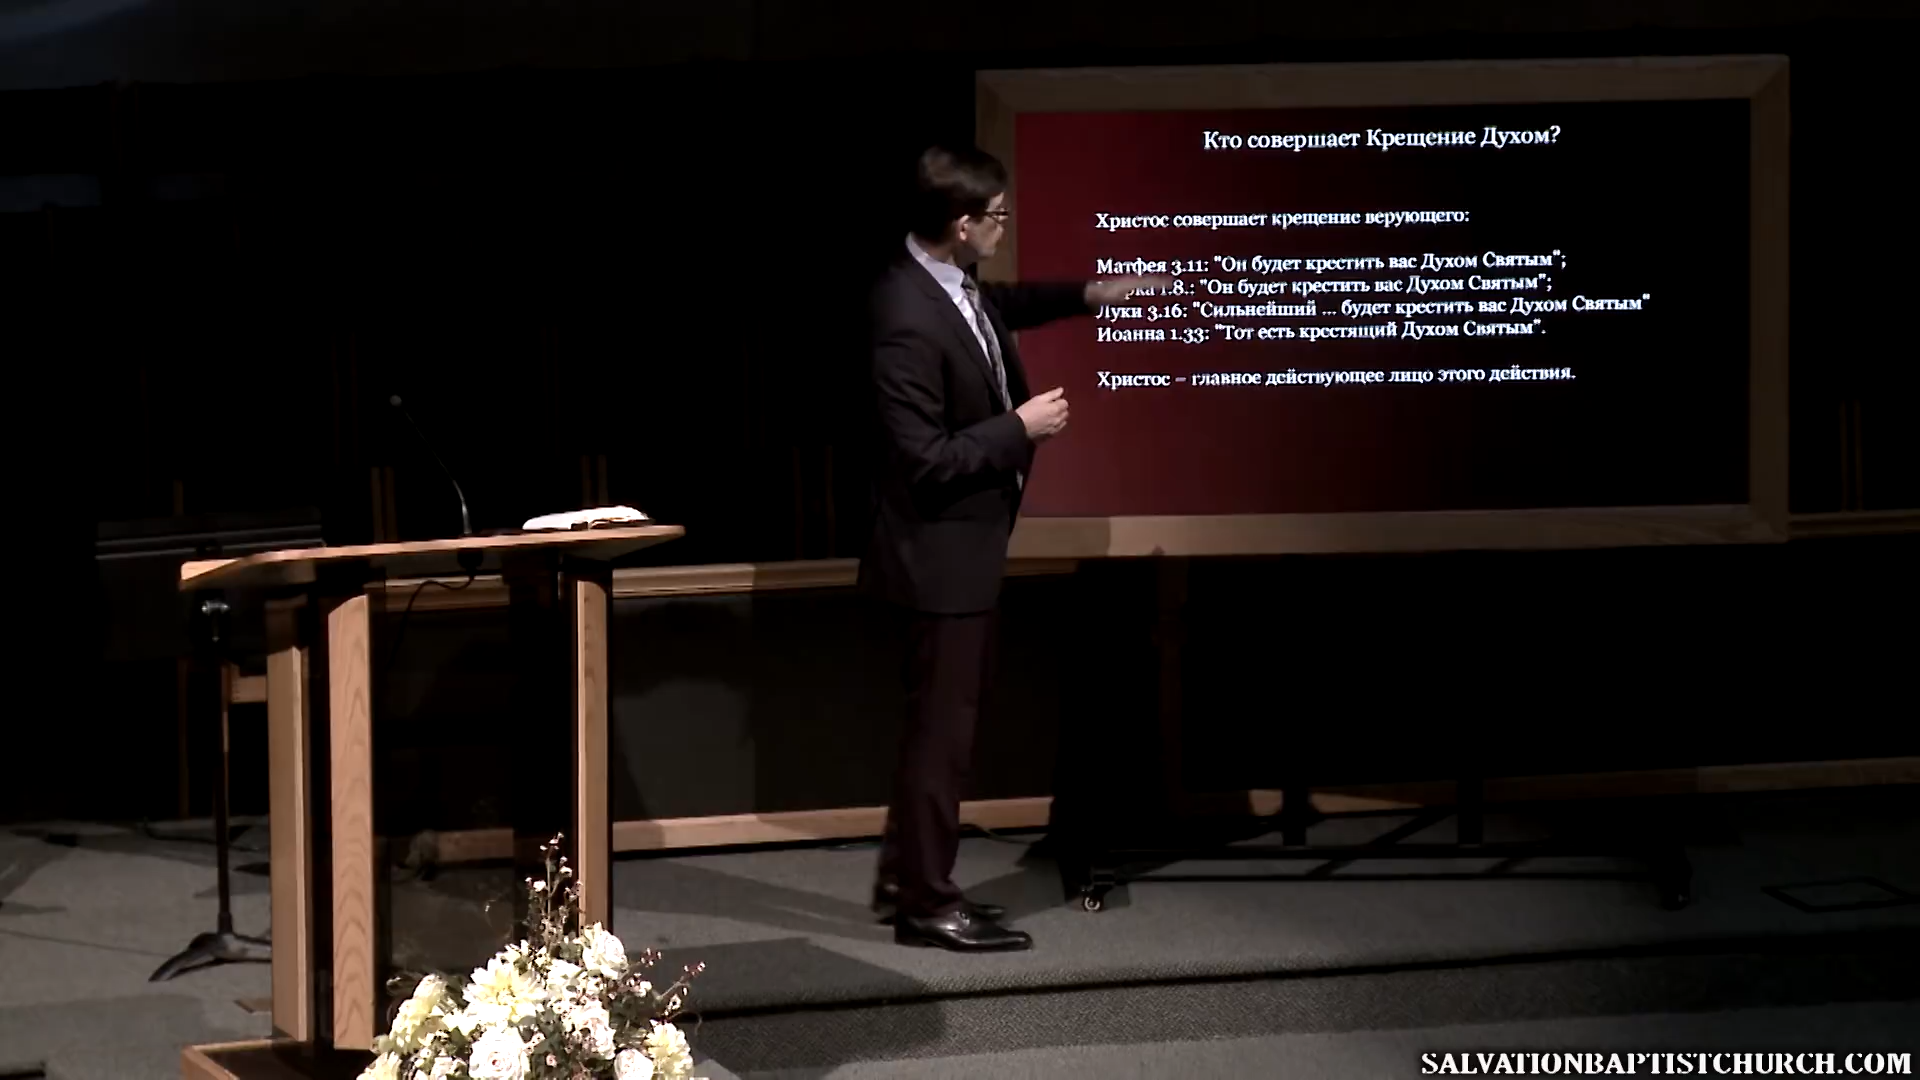 Кто совершает Крещение Духом?
Христос совершает крещение верующего:
Матфея 3.11: "Он будет крестить вас Духом Святым";
1.8.: "Он будет крестить вас Духом Святым";
Луки 3.16: "Сильнейший ... будет крестить вас Духом Святым"
Иоанна 1.33: "Тот есть крестящий Духом Святым".
Христос – главное действующее лицо этого действия.
SALVATIONBAPTISTCHURCH.COM